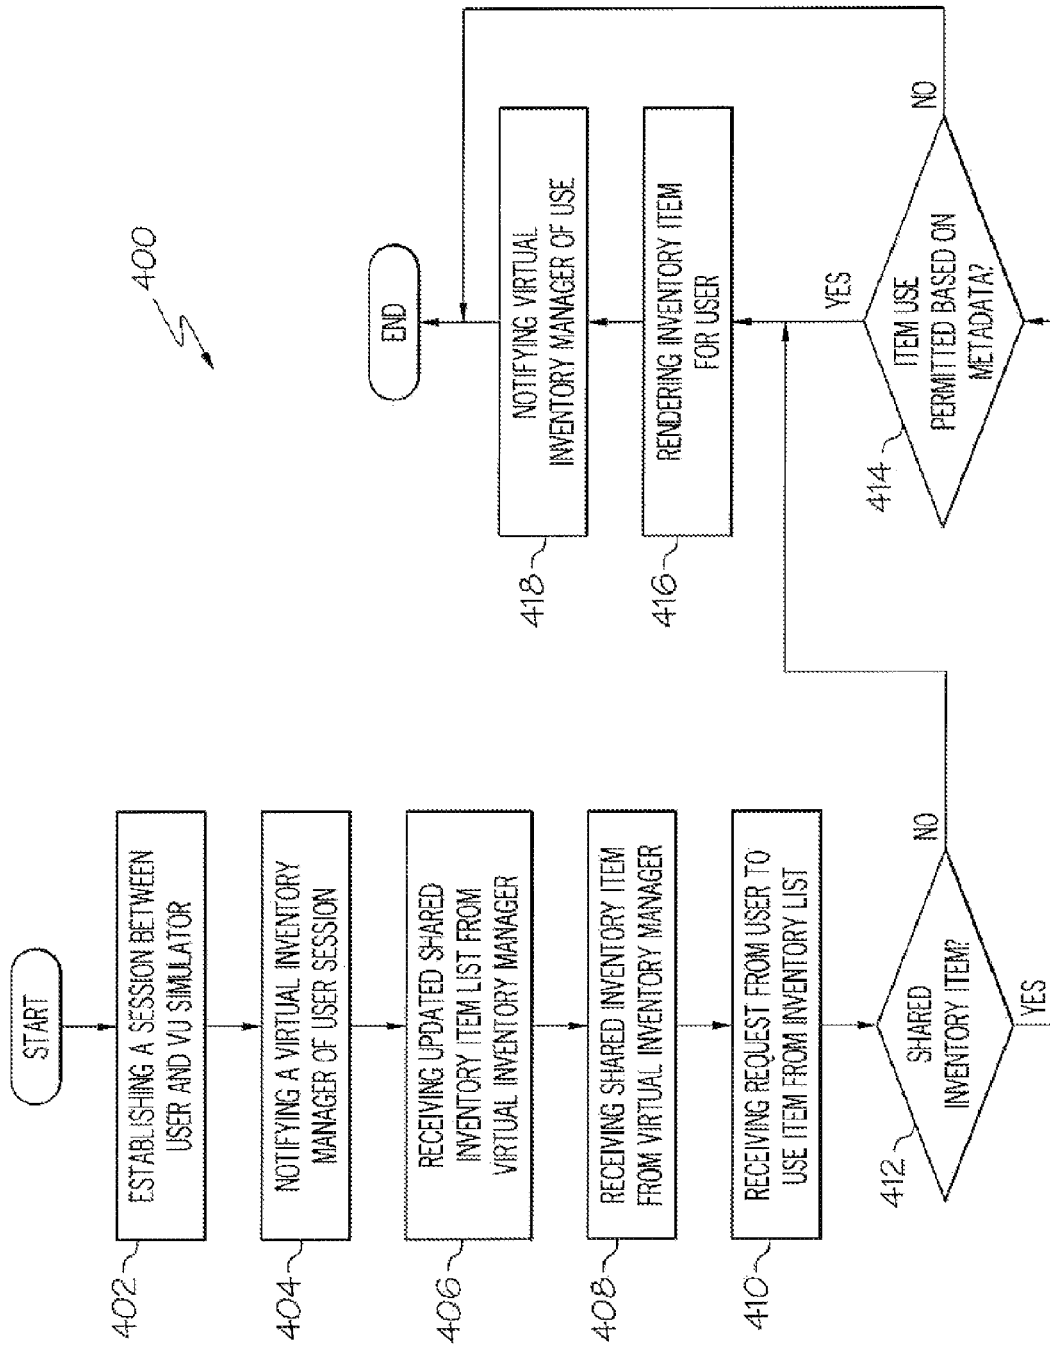 400
START
402
ESTABLISHING A SESSION BETWEEN
USER AND VU SIMULATOR
404
NOTIFYING A VIRTUAL INVENTORY
MANAGER OF USER SESSION
406
RECEIVING UPDATED SHARED
INVENTORY ITEM LIST FROM
VIRTUAL INVENTORY MANAGER
408
RECEIVING SHARED INVENTORY ITEM
FROM VIRTUAL INVENTORY MANAGER
410
RECEIVING REQUEST FROM USER TO
USE ITEM FROM INVENTORY LIST
412
SHARED
INVENTORY ITEM?
NO
YES
END
418
NOTIFYING VIRTUAL
INVENTORY MANAGER OF USE
416
RENDERING INVENTORY ITEM
FOR USER
YES
NO
414
ITEM USE
PERMITTED BASED ON
METADATA?